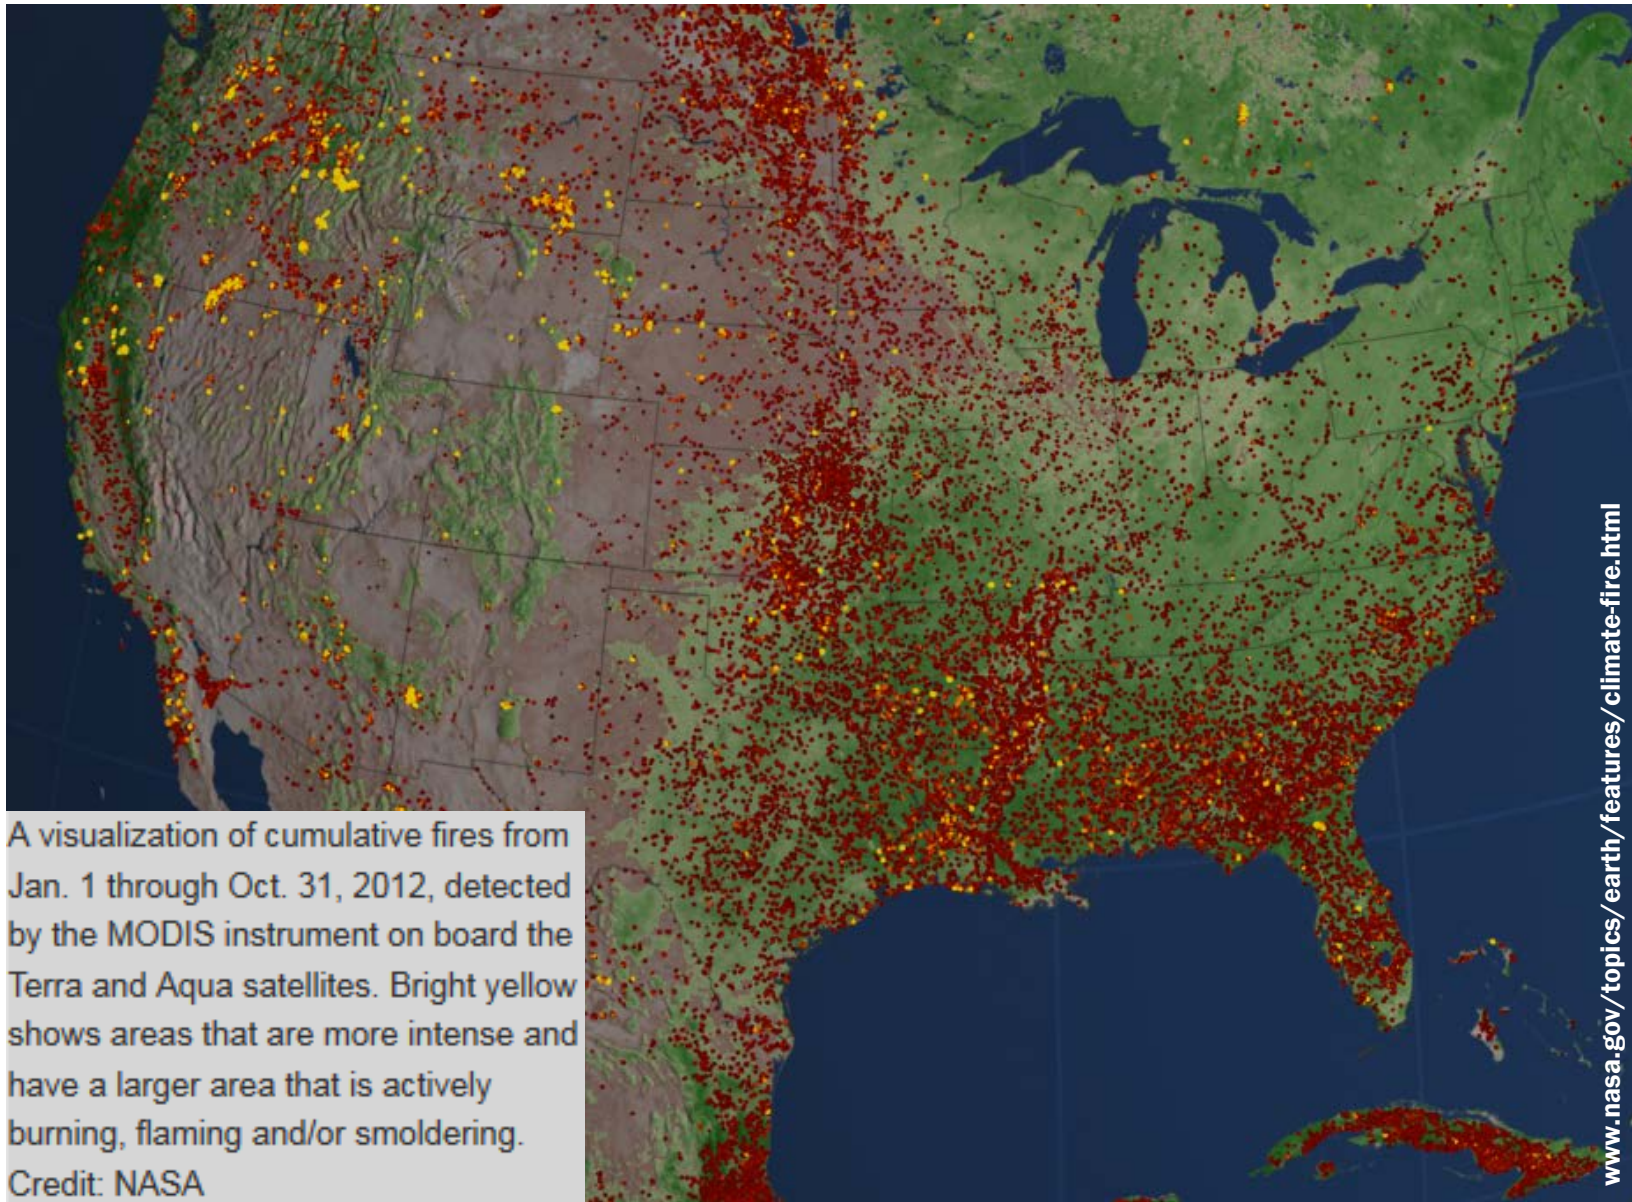 A visualization of cumulative fires from
Jan. 1 through Oct. 31, 2012, detected
by the MODIS instrument on board the
Terra and Aqua satellites. Bright yellow
shows areas that are more intense and
have a larger area that is actively
burning, flaming and/or smoldering.
Credit: NASA
www.nasa.gov/topics/earth/features/climate-fire.html